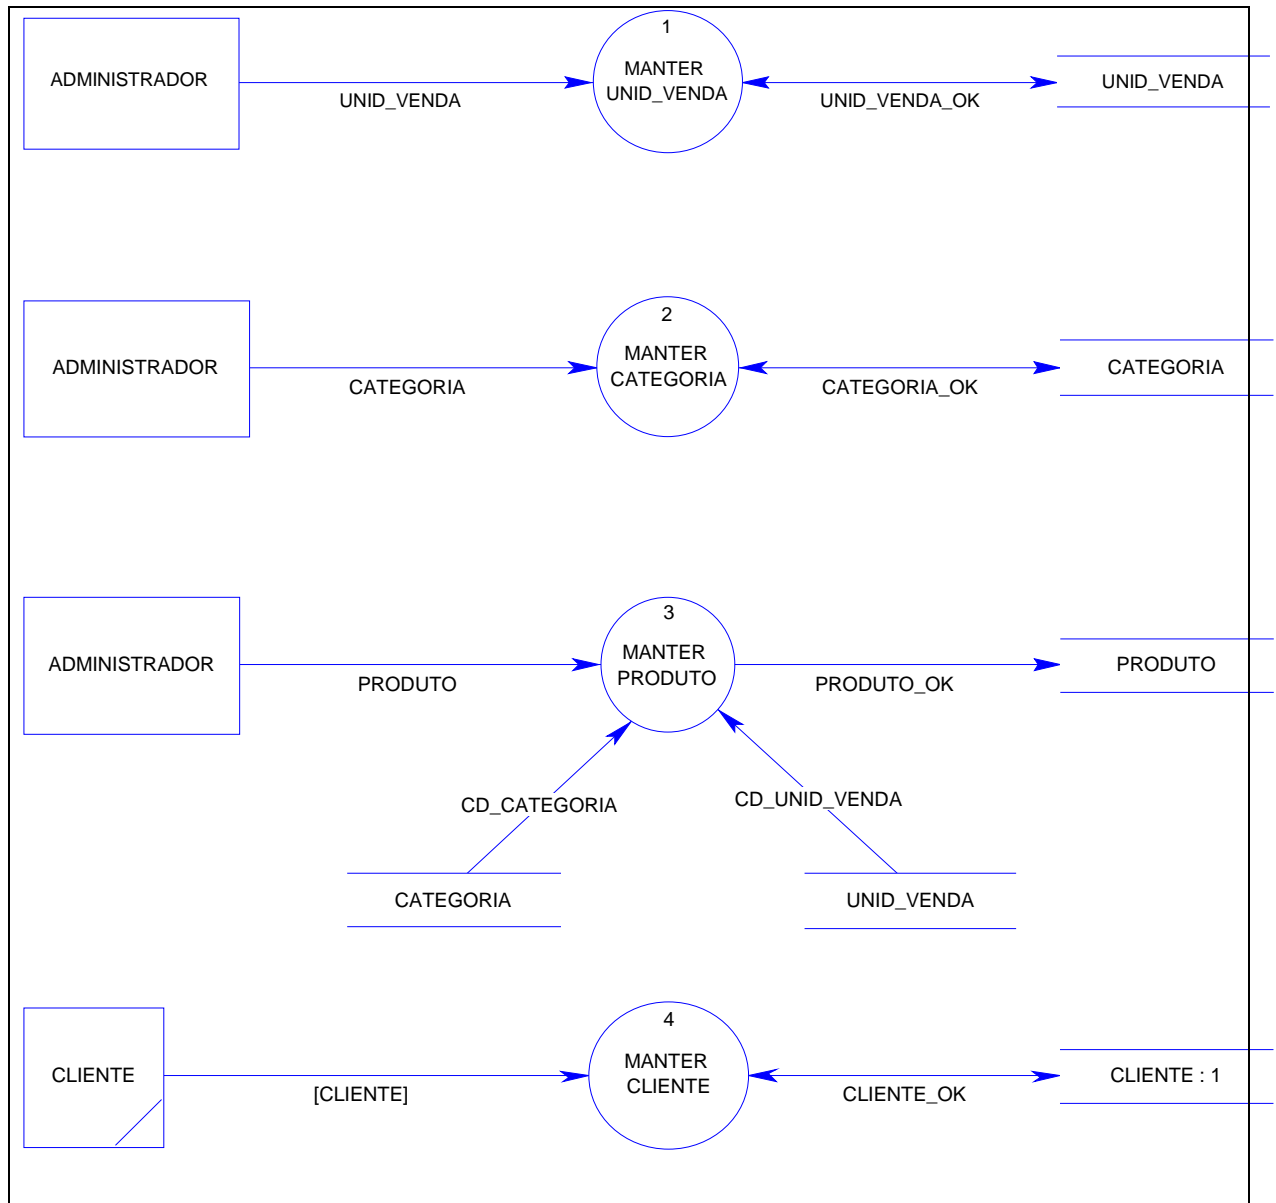 1
ADMINISTRADOR
MANTER
UNID_VENDA
UNID_VENDA
UNID_VENDA_OK
UNID_VENDA
2
ADMINISTRADOR
MANTER
CATEGORIA
CATEGORIA
CATEGORIA_OK
CATEGORIA
3
ADMINISTRADOR
MANTER
PRODUTO
PRODUTO
PRODUTO_OK
PRODUTO
CD_CATEGORIA
CD_UNID_VENDA
CATEGORIA
UNID_VENDA
4
CLIENTE
MANTER
CLIENTE
[CLIENTE]
CLIENTE_OK
CLIENTE : 1